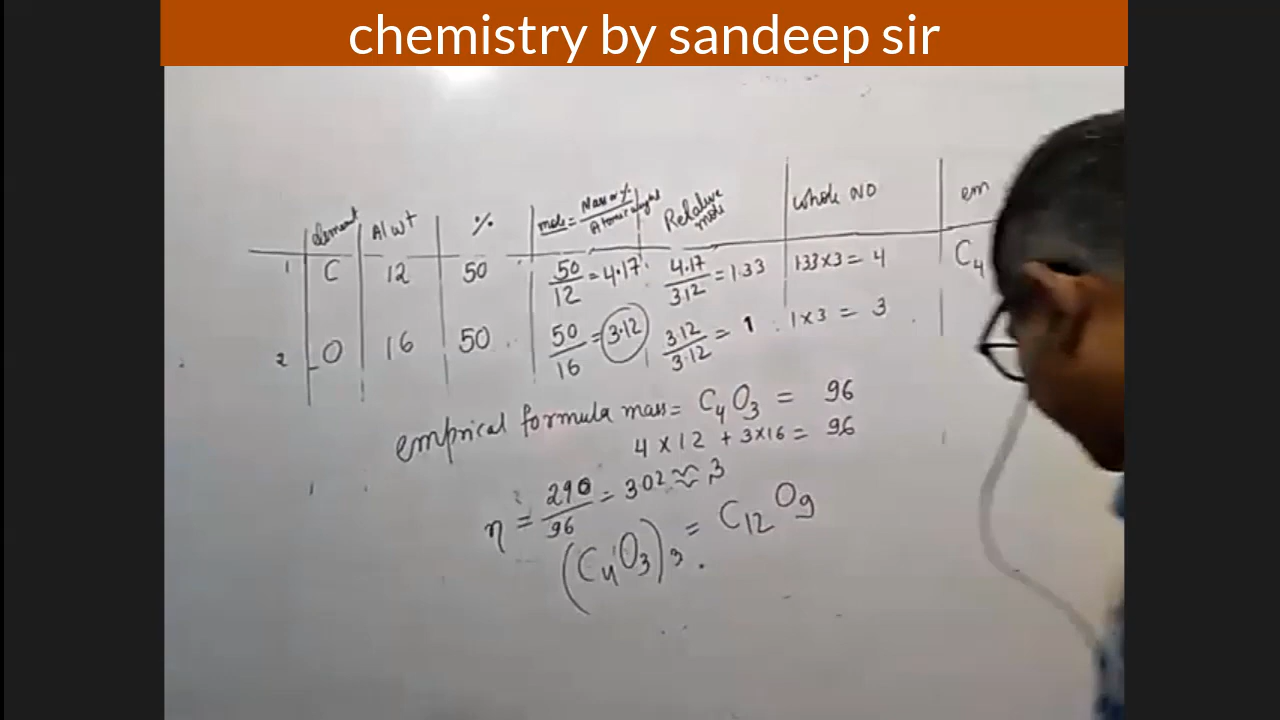 chemistry by sandeep sir
element At wt % mole = Mass or % / Atomic weight Relative mole whole NO em
1 C 12 50 50/12 = 4.17 4.17/3.12 = 1.33 1.33 x 3 = 4 C4
2 O 16 50 50/16 = 3.12 3.12/3.12 = 1 1 x 3 = 3
emprical formula mass = C4O3 = 96
4 x 12 + 3x16 = 96
n = 290/96 = 3.02 ≈ 3
(C4O3)3 = C12O9